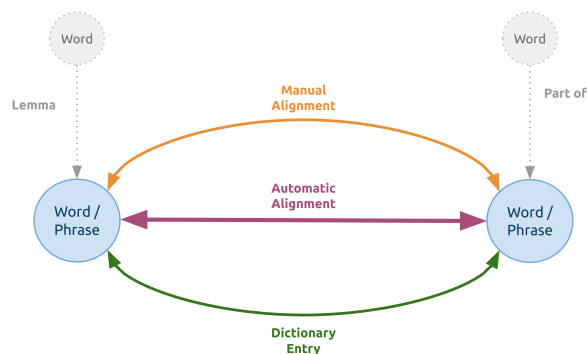 Word
Word
Lemma
Part of
Manual
Alignment
Automatic
Alignment
Word /
Phrase
Word /
Phrase
Dictionary
Entry